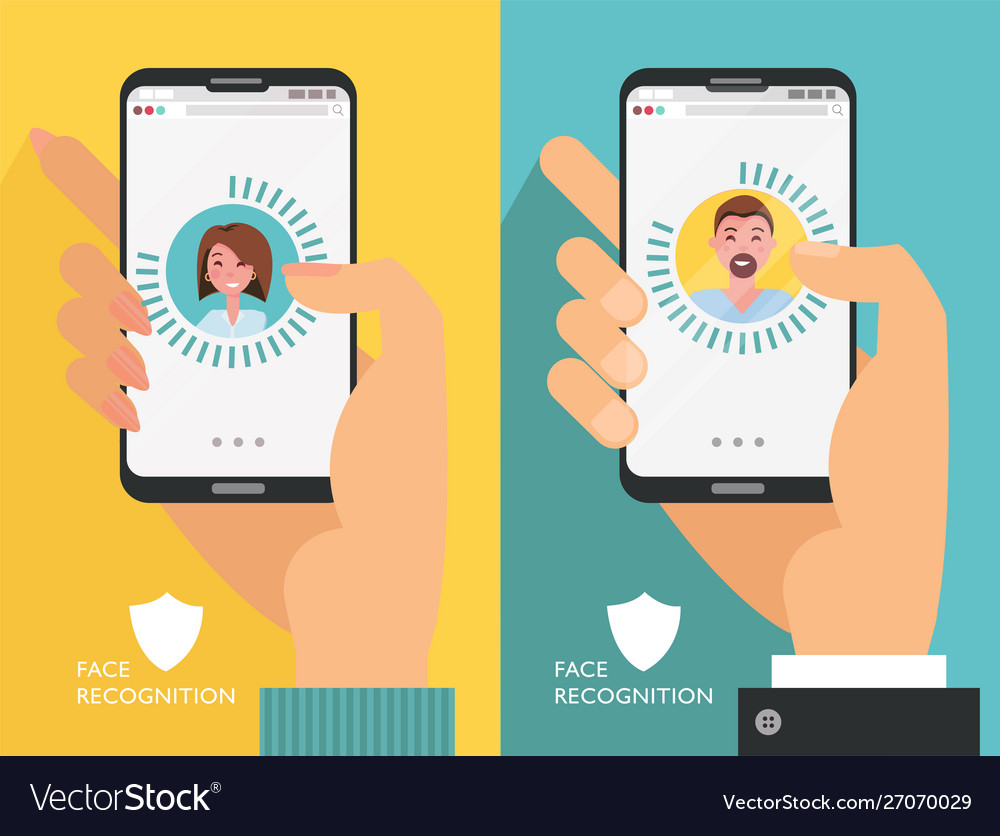 FACE
RECOGNITION
FACE
RECOGNITION
VectorStock®
VectorStock.com/27070029